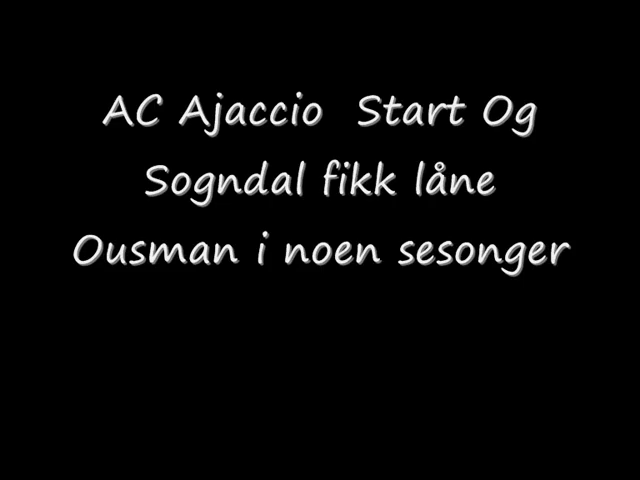 AC Ajaccio  Start Og
Sogndal fikk låne
Ousman i noen sesonger